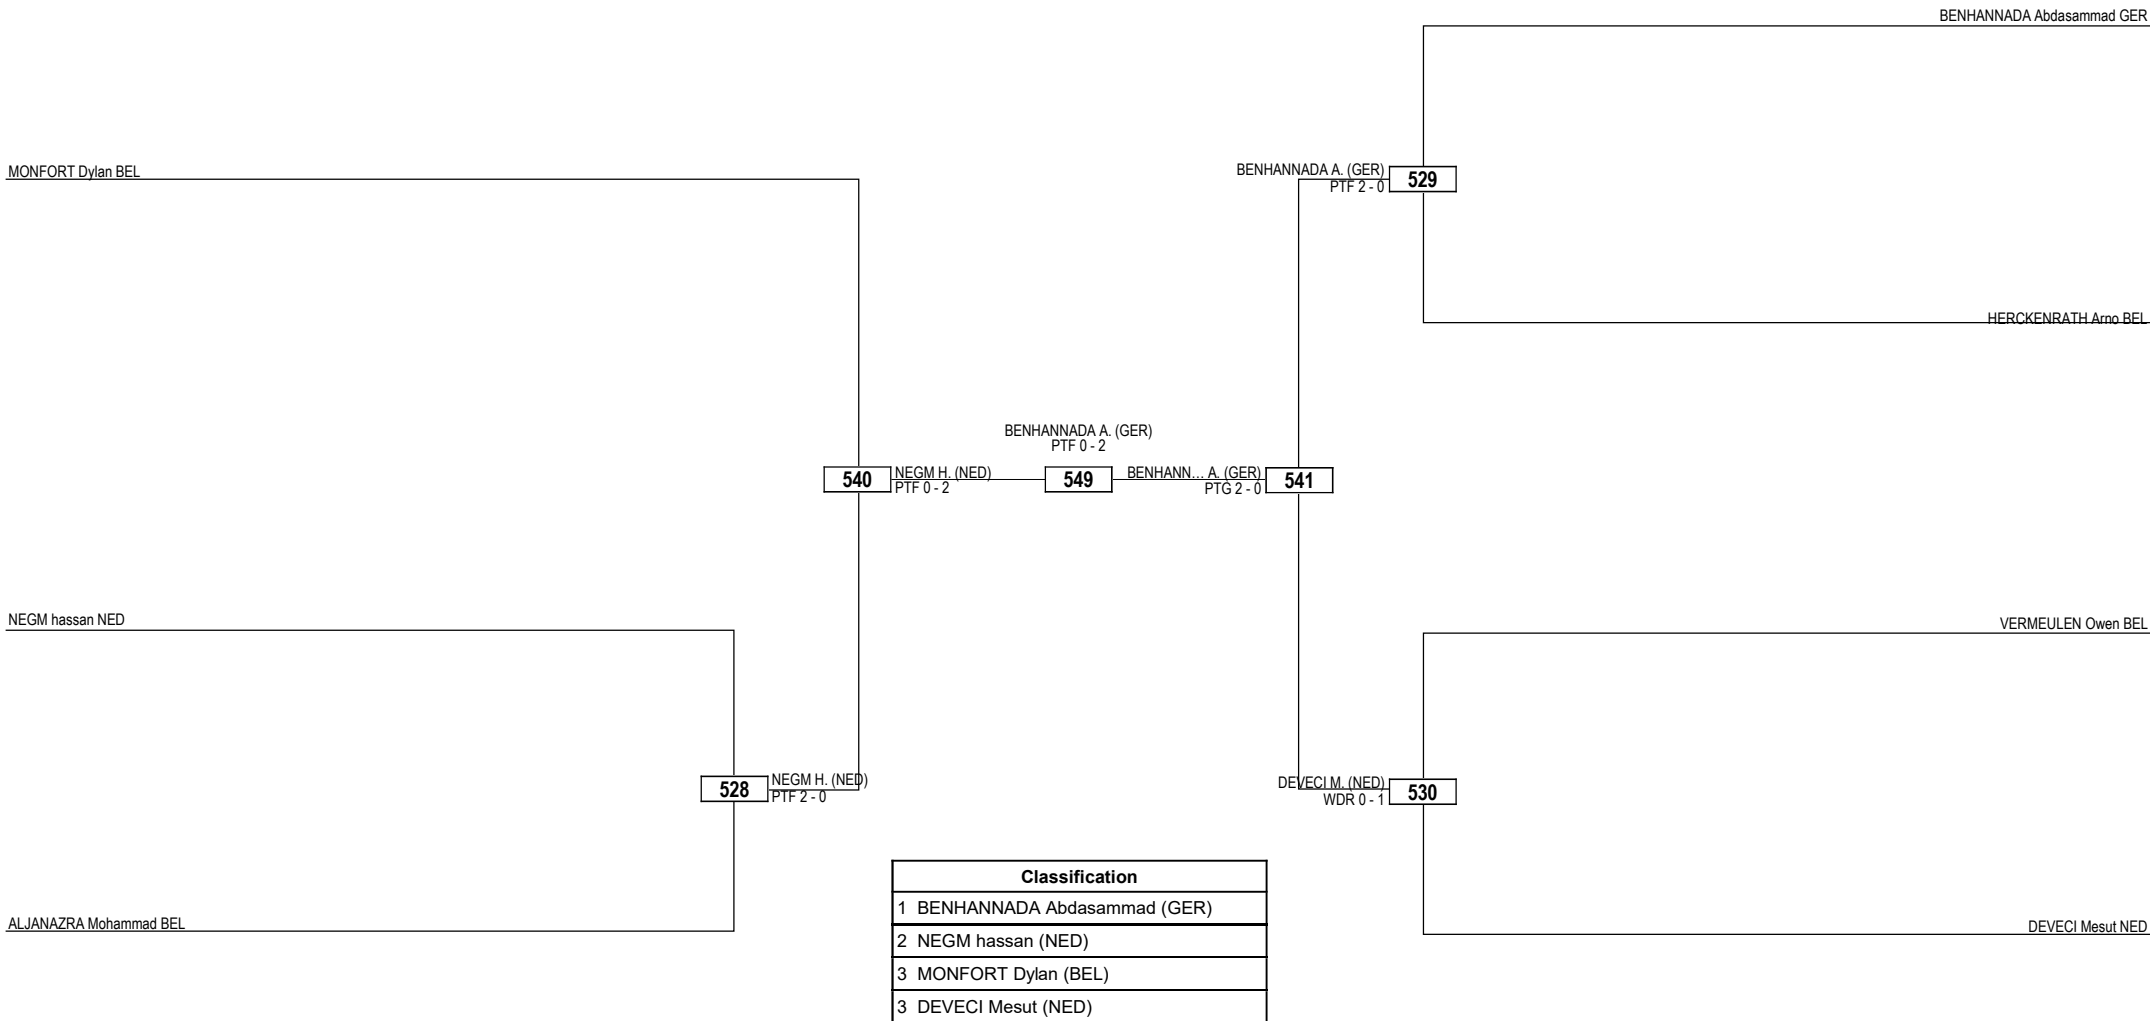 BENHANNADA Abdasammad GER
MONFORT Dylan BEL
BENHANNADA A. (GER)
PTF 2 - 0
529
HERCKENRATH Arno BEL
BENHANNADA A. (GER)
PTF 0 - 2
540
NEGM H. (NED)
PTF 0 - 2
549
BENHANN... A. (GER)
PTG 2 - 0
541
NEGM hassan NED
VERMEULEN Owen BEL
528
NEGM H. (NED)
PTF 2 - 0
DEVECI M. (NED)
WDR 0 - 1
530
ALJANAZRA Mohammad BEL
DEVECI Mesut NED
Classification
1 BENHANNADA Abdasammad (GER)
2 NEGM hassan (NED)
3 MONFORT Dylan (BEL)
3 DEVECI Mesut (NED)